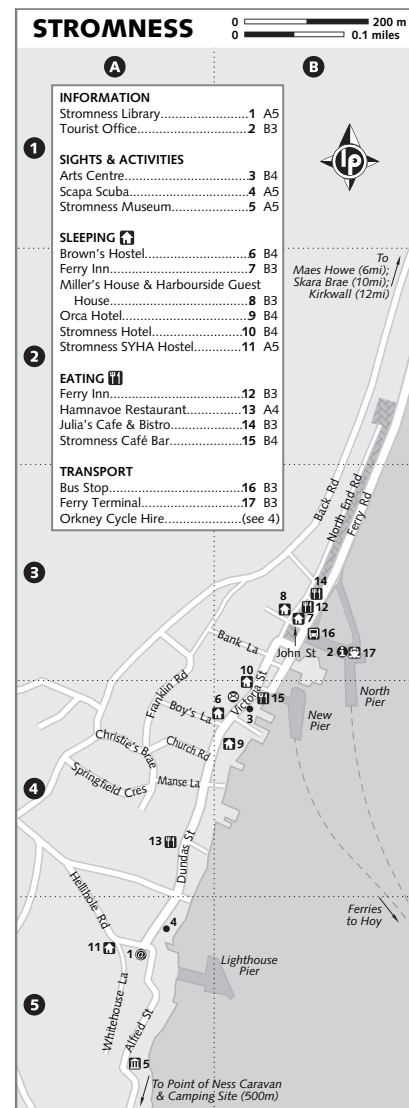 STROMNESS
0 200 m
0 0.1 miles
A
B
1
2
3
4
5
lp
INFORMATION
Stromness Library.....................1 A5
Tourist Office...........................2 B3
SIGHTS & ACTIVITIES
Arts Centre..............................3 B4
Scapa Scuba............................4 A5
Stromness Museum..................5 A5
SLEEPING
Brown's Hostel.........................6 B4
Ferry Inn..................................7 B3
Miller's House & Harbourside Guest
House..................................8 B3
Orca Hotel...............................9 B4
Stromness Hotel.....................10 B4
Stromness SYHA Hostel...........11 A5
EATING
Ferry Inn................................12 B3
Hamnavoe Restaurant.............13 A4
Julia's Cafe & Bistro................14 B3
Stromness Café Bar.................15 B4
TRANSPORT
Bus Stop................................16 B3
Ferry Terminal........................17 B3
Orkney Cycle Hire................(see 4)
To
Maes Howe (6mi);
Skara Brae (10mi);
Kirkwall (12mi)
Back Rd
North End Rd
Ferry Rd
14
8
12
7
16
Bank La
John St
2
17
Franklin Rd
10
Victoria St
North
Pier
6
15
Boy's La
3
New
Pier
Christie's Brae
Church Rd
9
Springfield Cres
Manse La
13
Dundas St
Hellihole Rd
Ferries
to Hoy
4
11
1 @
Lighthouse
Pier
Whitehouse La
Alfred St
5
To Point of Ness Caravan
& Camping Site (500m)